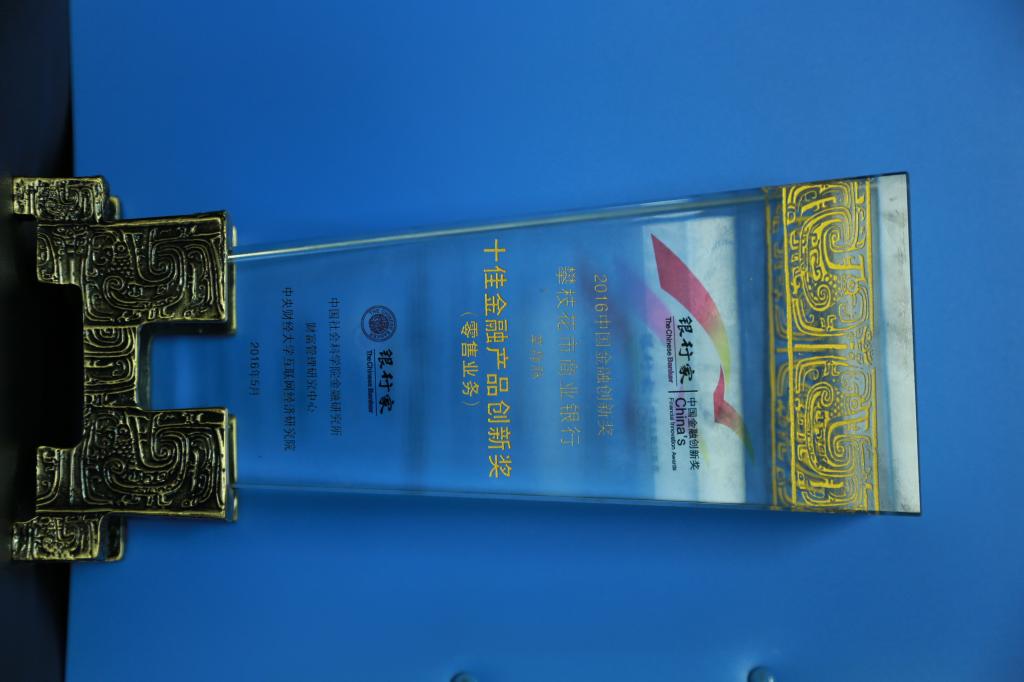 银行家
The Chinese Banker
中国金融创新奖
China's
Financial Innovation Awards
2016中国金融创新奖
攀枝花市商业银行
荣获
十佳金融产品创新奖
(零售业务)
银行家
The Chinese Banker
中国社会科学院金融研究所
财富管理研究中心
中央财经大学互联网经济研究院
2016年5月